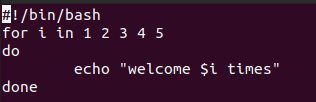 #!/bin/bash
for i in 1 2 3 4 5
do
        echo "welcome $i times"
done